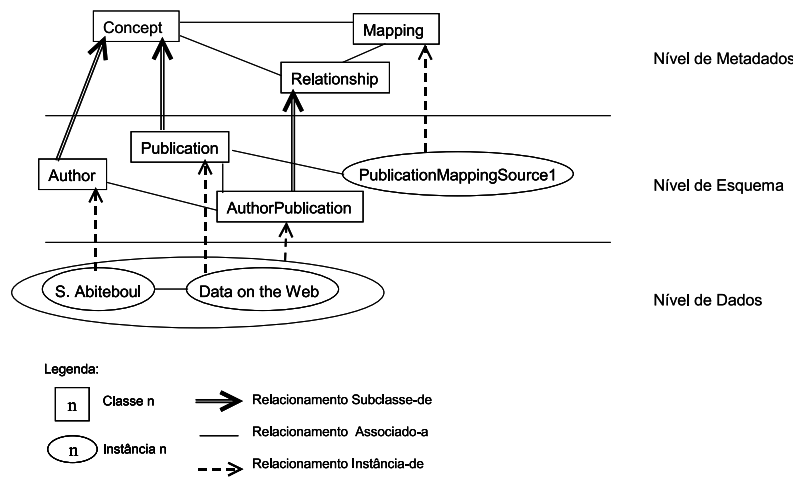 Concept
Mapping
Nível de Metadados
Relationship
Publication
PublicationMappingSource1
Author
Nível de Esquema
AuthorPublication
S. Abiteboul
Data on the Web
Nível de Dados
Legenda:
n Classe n
Relacionamento Subclasse-de
Relacionamento Associado-a
n Instância n
Relacionamento Instância-de